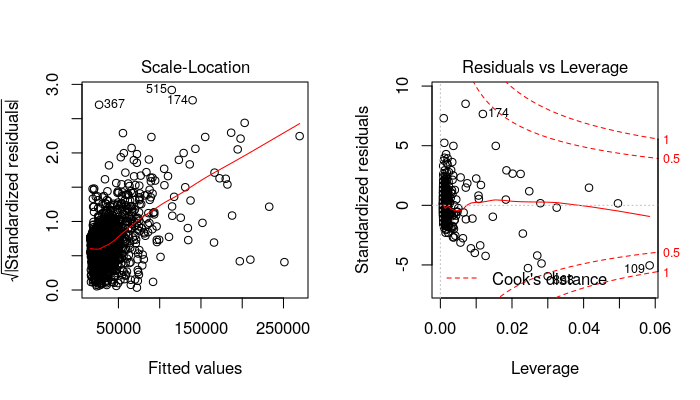 Scale-Location
√|Standardized residuals|
3.0
2.0
1.0
0.0
367
515
174
50000 150000 250000
Fitted values
Residuals vs Leverage
Standardized residuals
10
5
0
-5
174
1
0.5
0.5
1
109
Cook's distance
0.00 0.02 0.04 0.06
Leverage